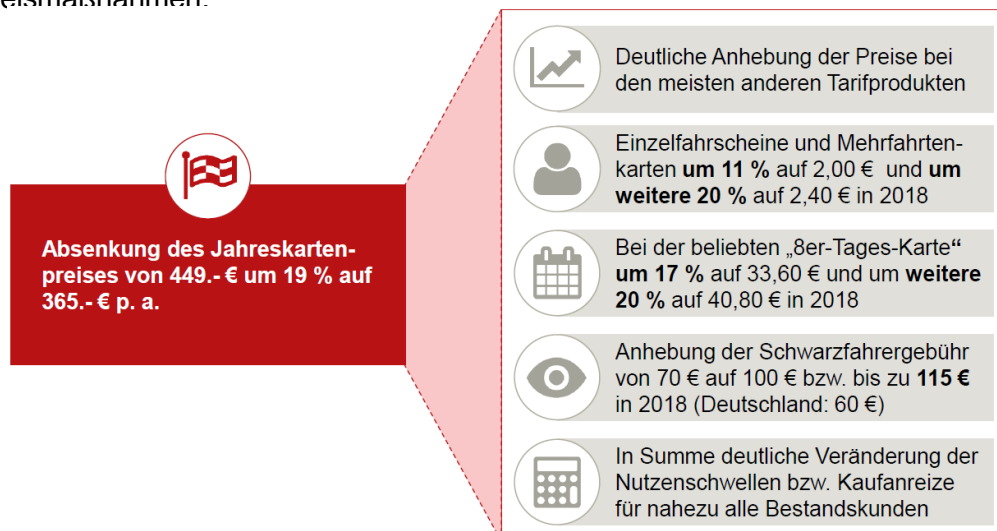 Absenkung des Jahreskarten-
preises von 449.- € um 19 % auf
365.- € p. a.
Deutliche Anhebung der Preise bei
den meisten anderen Tarifprodukten
Einzelfahrscheine und Mehrfahrten-
karten um 11 % auf 2,00 € und um
weitere 20 % auf 2,40 € in 2018
Bei der beliebten „8er-Tages-Karte“
um 17 % auf 33,60 € und um weitere
20 % auf 40,80 € in 2018
Anhebung der Schwarzfahrergebühr
von 70 € auf 100 € bzw. bis zu 115 €
in 2018 (Deutschland: 60 €)
In Summe deutliche Veränderung der
Nutzenschwellen bzw. Kaufanreize
für nahezu alle Bestandskunden